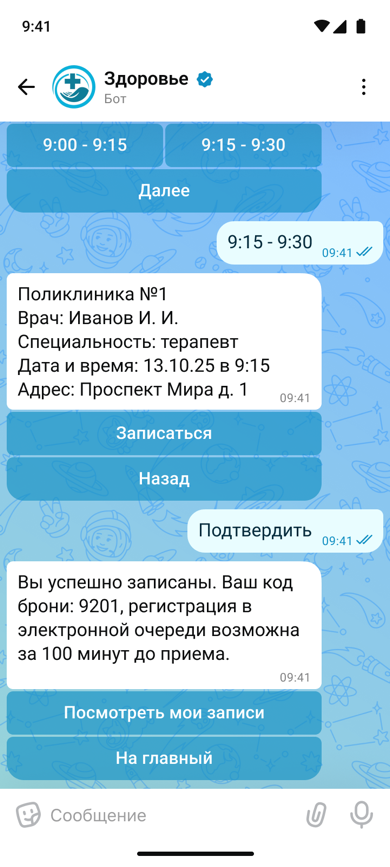 9:41
Здоровье
Бот
9:00 - 9:15
9:15 - 9:30
Далее
9:15 - 9:30
09:41
Поликлиника №1
Врач: Иванов И. И.
Специальность: терапевт
Дата и время: 13.10.25 в 9:15
Адрес: Проспект Мира д. 1
09:41
Записаться
Назад
Подтвердить
09:41
Вы успешно записаны. Ваш код
брони: 9201, регистрация в
электронной очереди возможна
за 100 минут до приема.
09:41
Посмотреть мои записи
На главный
Сообщение